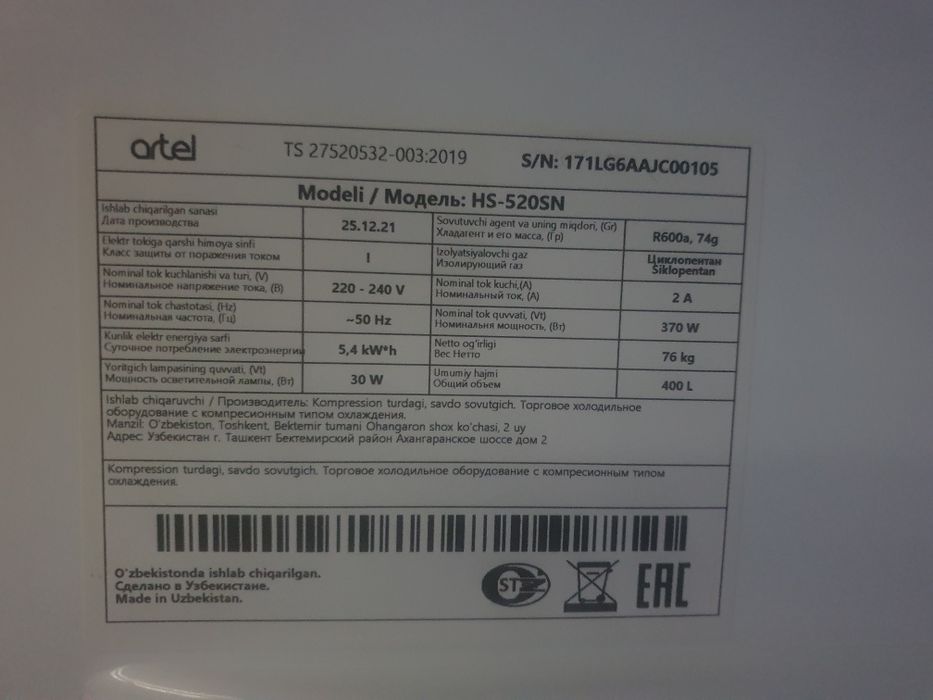 artel
TS 27520532-003:2019
S/N: 171LG6AAJC00105
Modeli / Модель: HS-520SN
Ishlab chiqarilgan sanasi
Дата производства
25.12.21
Sovutuvchi agent va uning miqdori, (Gr)
Хладагент и его масса, (Гр)
R600a, 74g
Elektr tokiga qarshi himoya sinfi
Класс защиты от поражения током
I
Izolyatsiyalovchi gaz
Изолирующий газ
Циклопентан
Siklopentan
Nominal tok kuchlanishi va turi, (V)
Номинальное напряжение тока, (В)
220 - 240 V
Nominal tok kuchi,(A)
Номинальный ток, (А)
2 A
Nominal tok chastotasi, (Hz)
Номинальная частота, (Гц)
~50 Hz
Nominal tok quvvati, (Vt)
Номинальня мощность, (Вт)
370 W
Kunlik elektr energiya sarfi
Суточное потребление электроэнергии
5,4 kW*h
Netto og'irligi
Вес Нетто
76 kg
Yoritgich lampasining quvvati, (Vt)
Мощность осветительной лампы, (Вт)
30 W
Umumiy hajmi
Общий объем
400 L
Ishlab chiqaruvchi / Производитель: Kompression turdagi, savdo sovutgich. Торговое холодильное
оборудование с компресионным типом охлаждения.
Manzil: O'zbekiston, Toshkent, Bektemir tumani Ohangaron shox ko'chasi, 2 uy
Адрес: Узбекистан г. Ташкент Бектемирский район Ахангаранское шоссе дом 2
Kompression turdagi, savdo sovutgich. Торговое холодильное оборудование с компресионным типом
охлаждения.
O'zbekistonda ishlab chiqarilgan.
Сделано в Узбекистане.
Made in Uzbekistan.
ST
EAC